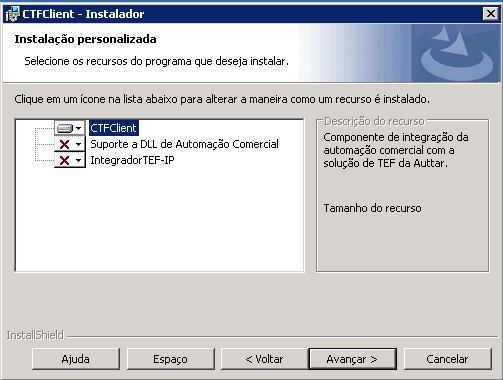 CTFClient - Instalador
Instalação personalizada
Selecione os recursos do programa que deseja instalar.
Clique em um ícone na lista abaixo para alterar a maneira como um recurso é instalado.
CTFClient
Suporte a DLL de Automação Comercial
IntegradorTEF-IP
Descrição do recurso
Componente de integração da
automação comercial com a
solução de TEF da Auttar.
Tamanho do recurso
InstallShield
Ajuda
Espaço
< Voltar
Avançar >
Cancelar